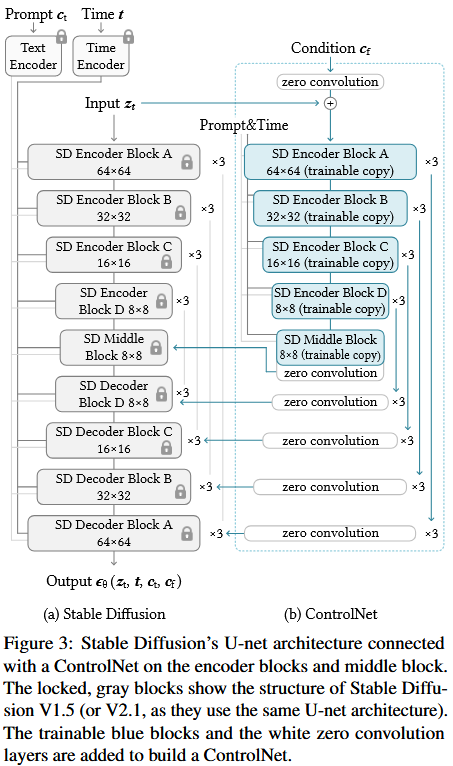 Prompt cₜ Time t
Text
Encoder
Time
Encoder
Condition c_f
zero convolution
Input zₜ
+
Prompt&Time
SD Encoder Block A
64×64
×3
SD Encoder Block A
64×64 (trainable copy)
×3
SD Encoder Block B
32×32
×3
SD Encoder Block B
32×32 (trainable copy)
×3
SD Encoder Block C
16×16
×3
SD Encoder Block C
16×16 (trainable copy)
×3
SD Encoder
Block D 8×8
×3
SD Encoder Block D
8×8 (trainable copy)
×3
SD Middle
Block 8×8
SD Middle Block
8×8 (trainable copy)
zero convolution
SD Decoder
Block D 8×8
×3
zero convolution
×3
SD Decoder Block C
16×16
×3
zero convolution
×3
SD Decoder Block B
32×32
×3
zero convolution
×3
SD Decoder Block A
64×64
×3
zero convolution
×3
Output ϵ_θ(zₜ, t, cₜ, c_f)
(a) Stable Diffusion
(b) ControlNet
Figure 3: Stable Diffusion's U-net architecture connected
with a ControlNet on the encoder blocks and middle block.
The locked, gray blocks show the structure of Stable Diffu-
sion V1.5 (or V2.1, as they use the same U-net architecture).
The trainable blue blocks and the white zero convolution
layers are added to build a ControlNet.